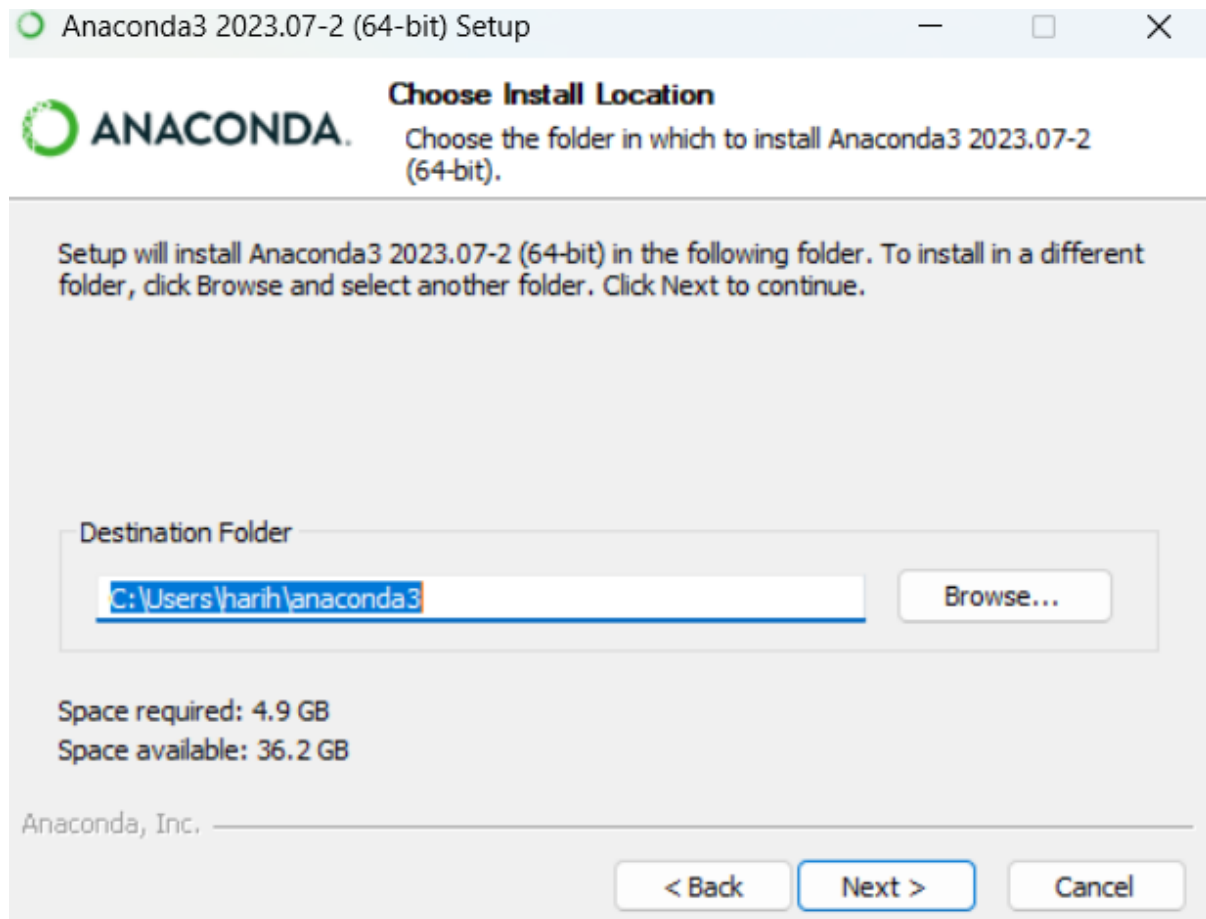 Anaconda3 2023.07-2 (64-bit) Setup
ANACONDA.
Choose Install Location
Choose the folder in which to install Anaconda3 2023.07-2
(64-bit).
Setup will install Anaconda3 2023.07-2 (64-bit) in the following folder. To install in a different
folder, click Browse and select another folder. Click Next to continue.
Destination Folder
C:\Users\harih\anaconda3
Browse...
Space required: 4.9 GB
Space available: 36.2 GB
Anaconda, Inc.
< Back
Next >
Cancel